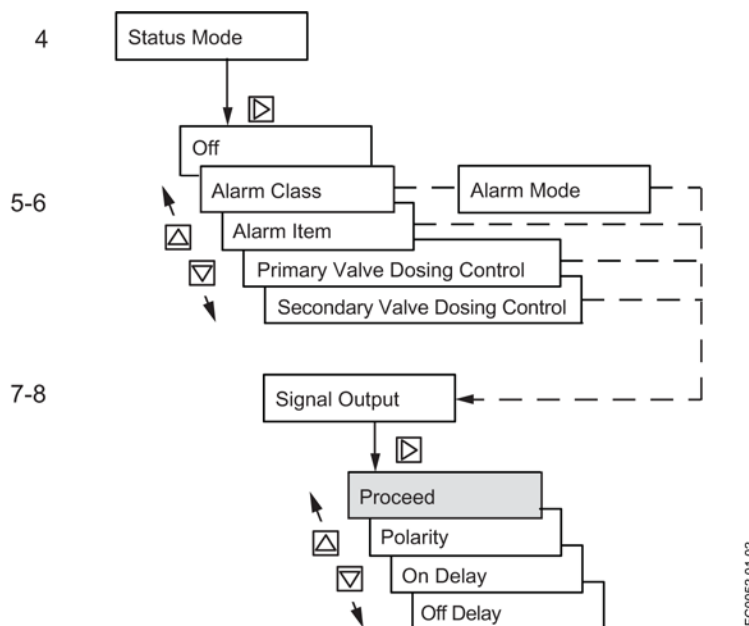 4
Status Mode
Off
5-6
Alarm Class
Alarm Mode
Alarm Item
Primary Valve Dosing Control
Secondary Valve Dosing Control
7-8
Signal Output
Proceed
Polarity
On Delay
Off Delay